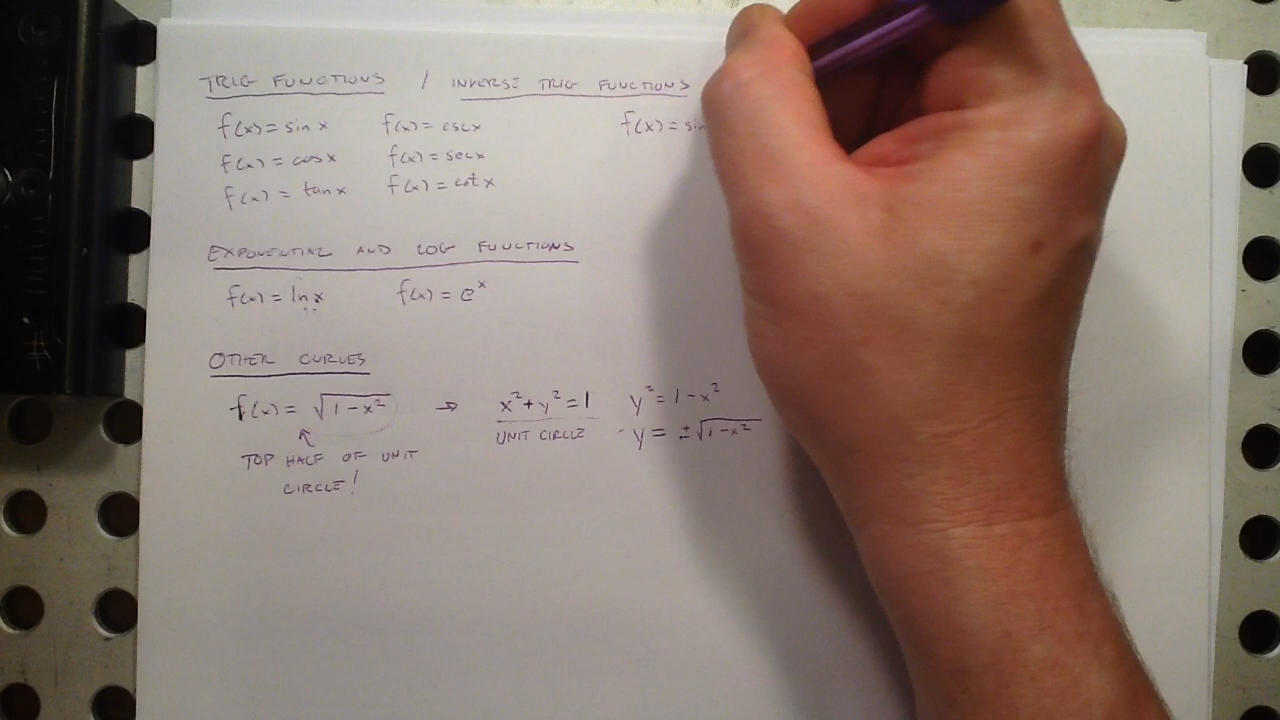 TRIG FUNCTIONS / INVERSE TRIG FUNCTIONS
f(x) = sin x f(x) = csc x f(x) = sin
f(x) = cos x f(x) = sec x
f(x) = tan x f(x) = cot x
EXPONENTIAL AND LOG FUNCTIONS
f(x) = ln x f(x) = e^x
OTHER CURVES
f(x) = √(1-x²) → x² + y² = 1 y² = 1 - x²
UNIT CIRCLE y = ±√(1-x²)
TOP HALF OF UNIT
CIRCLE!